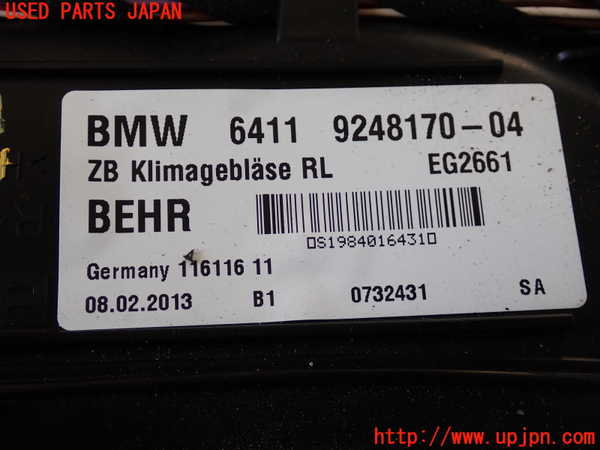 USED PARTS JAPAN
BMW 6411 9248170-04
ZB Klimagebläse RL EG2661
BEHR
S1984016431
Germany 116116 11
08.02.2013 B1 0732431 SA
http://www.upjpn.com/